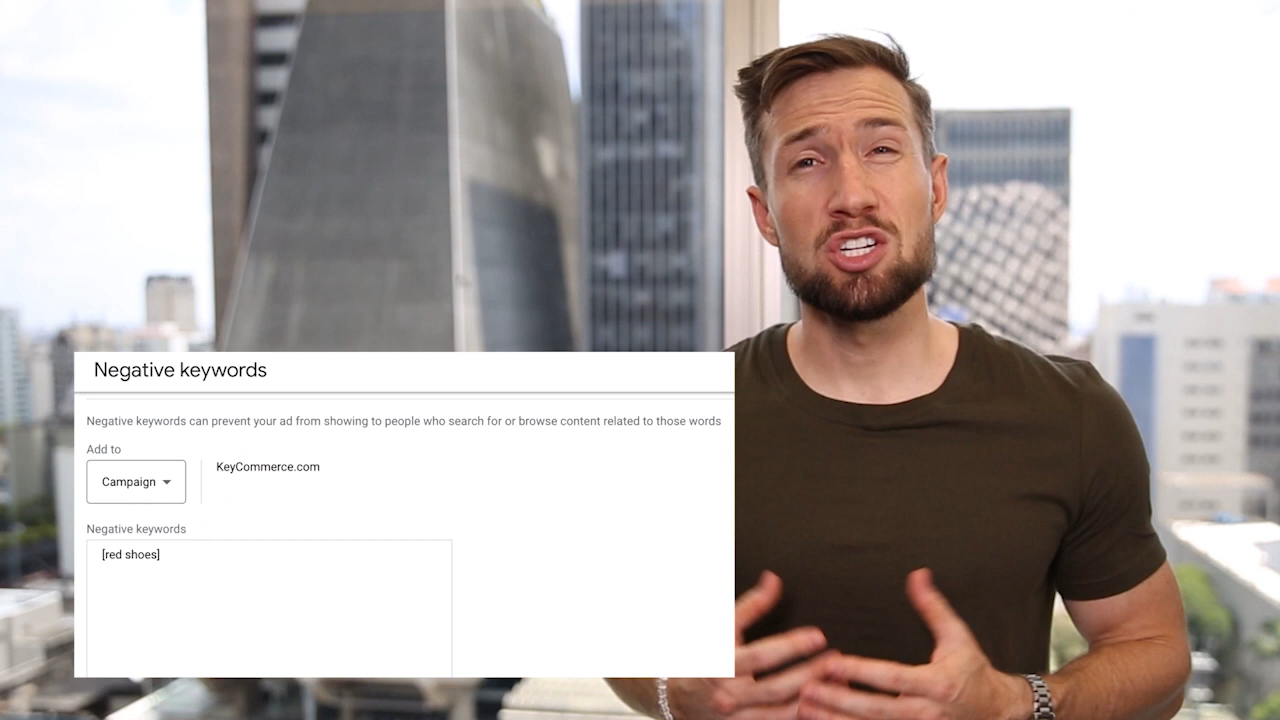 Negative keywords
Negative keywords can prevent your ad from showing to people who search for or browse content related to those words
Add to
Campaign
KeyCommerce.com
Negative keywords
[red shoes]